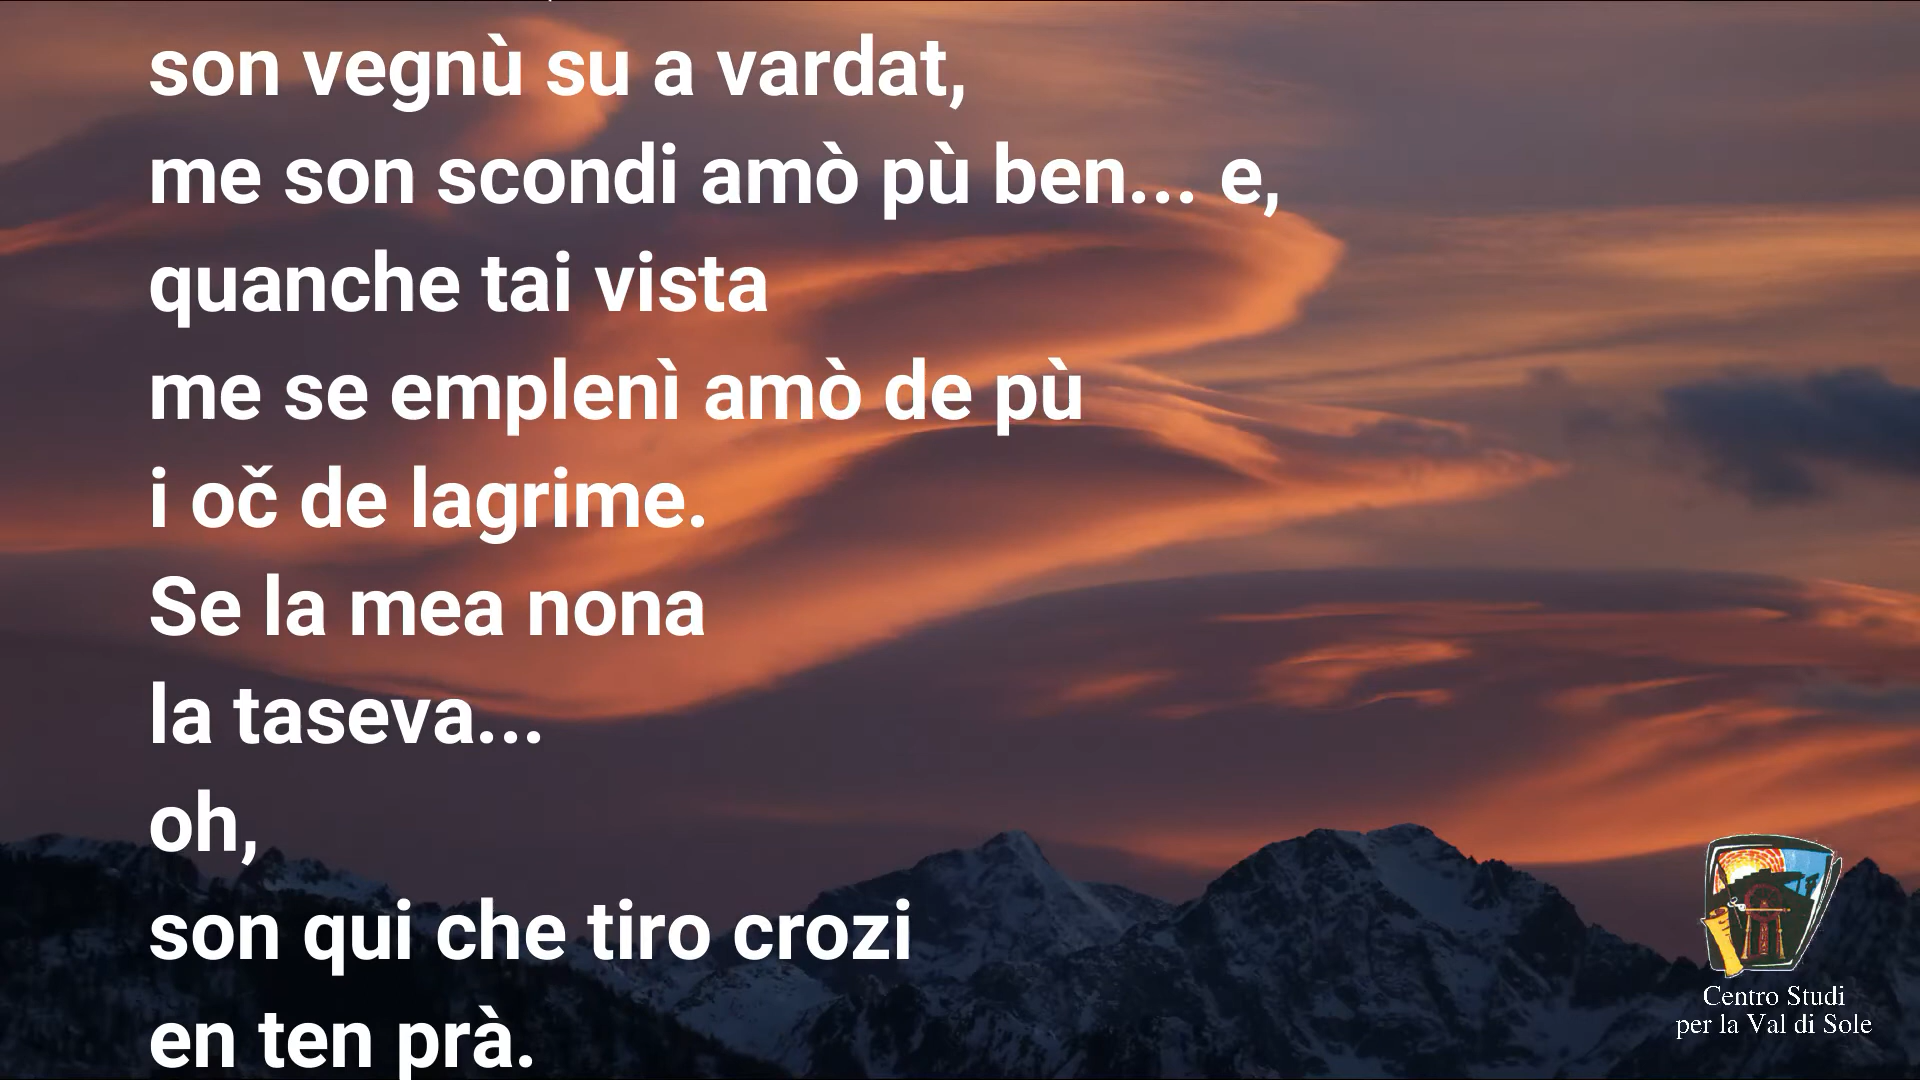 son vegnù su a vardat,
me son scondi amò pù ben... e,
quanche tai vista
me se emplenì amò de pù
i oč de lagrime.
Se la mea nona
la taseva...
oh,
son qui che tiro crozi
en ten prà.
Centro Studi
per la Val di Sole